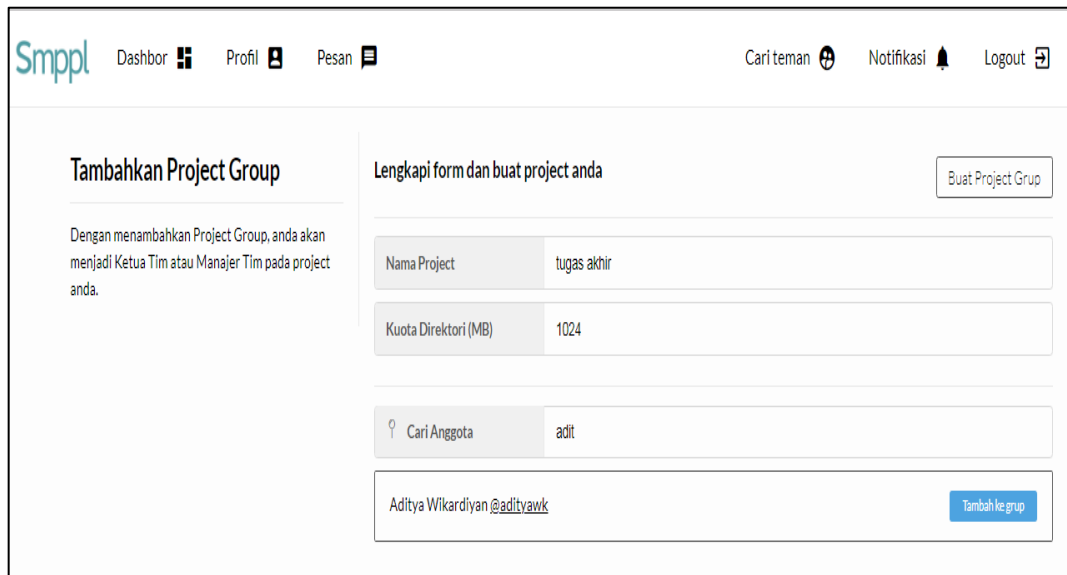 Smppl Dashbor Profil Pesan Cari teman Notifikasi Logout
Tambahkan Project Group
Dengan menambahkan Project Group, anda akan
menjadi Ketua Tim atau Manajer Tim pada project
anda.
Lengkapi form dan buat project anda
Buat Project Grup
Nama Project tugas akhir
Kuota Direktori (MB) 1024
Cari Anggota adit
Aditya Wikardiyan @adityawk Tambah ke grup